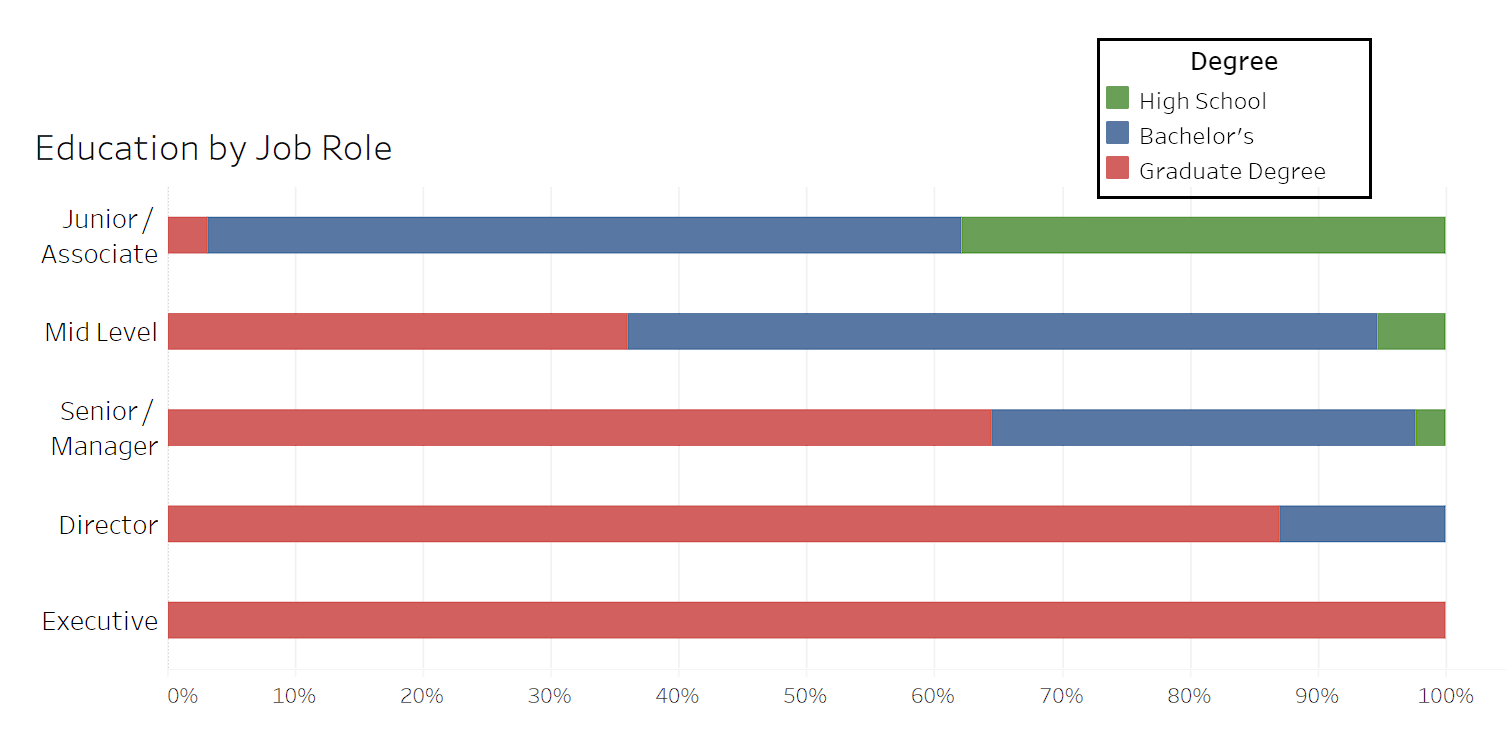 Degree
High School
Bachelor's
Graduate Degree
Education by Job Role
Junior /
Associate
Mid Level
Senior /
Manager
Director
Executive
0% 10% 20% 30% 40% 50% 60% 70% 80% 90% 100%